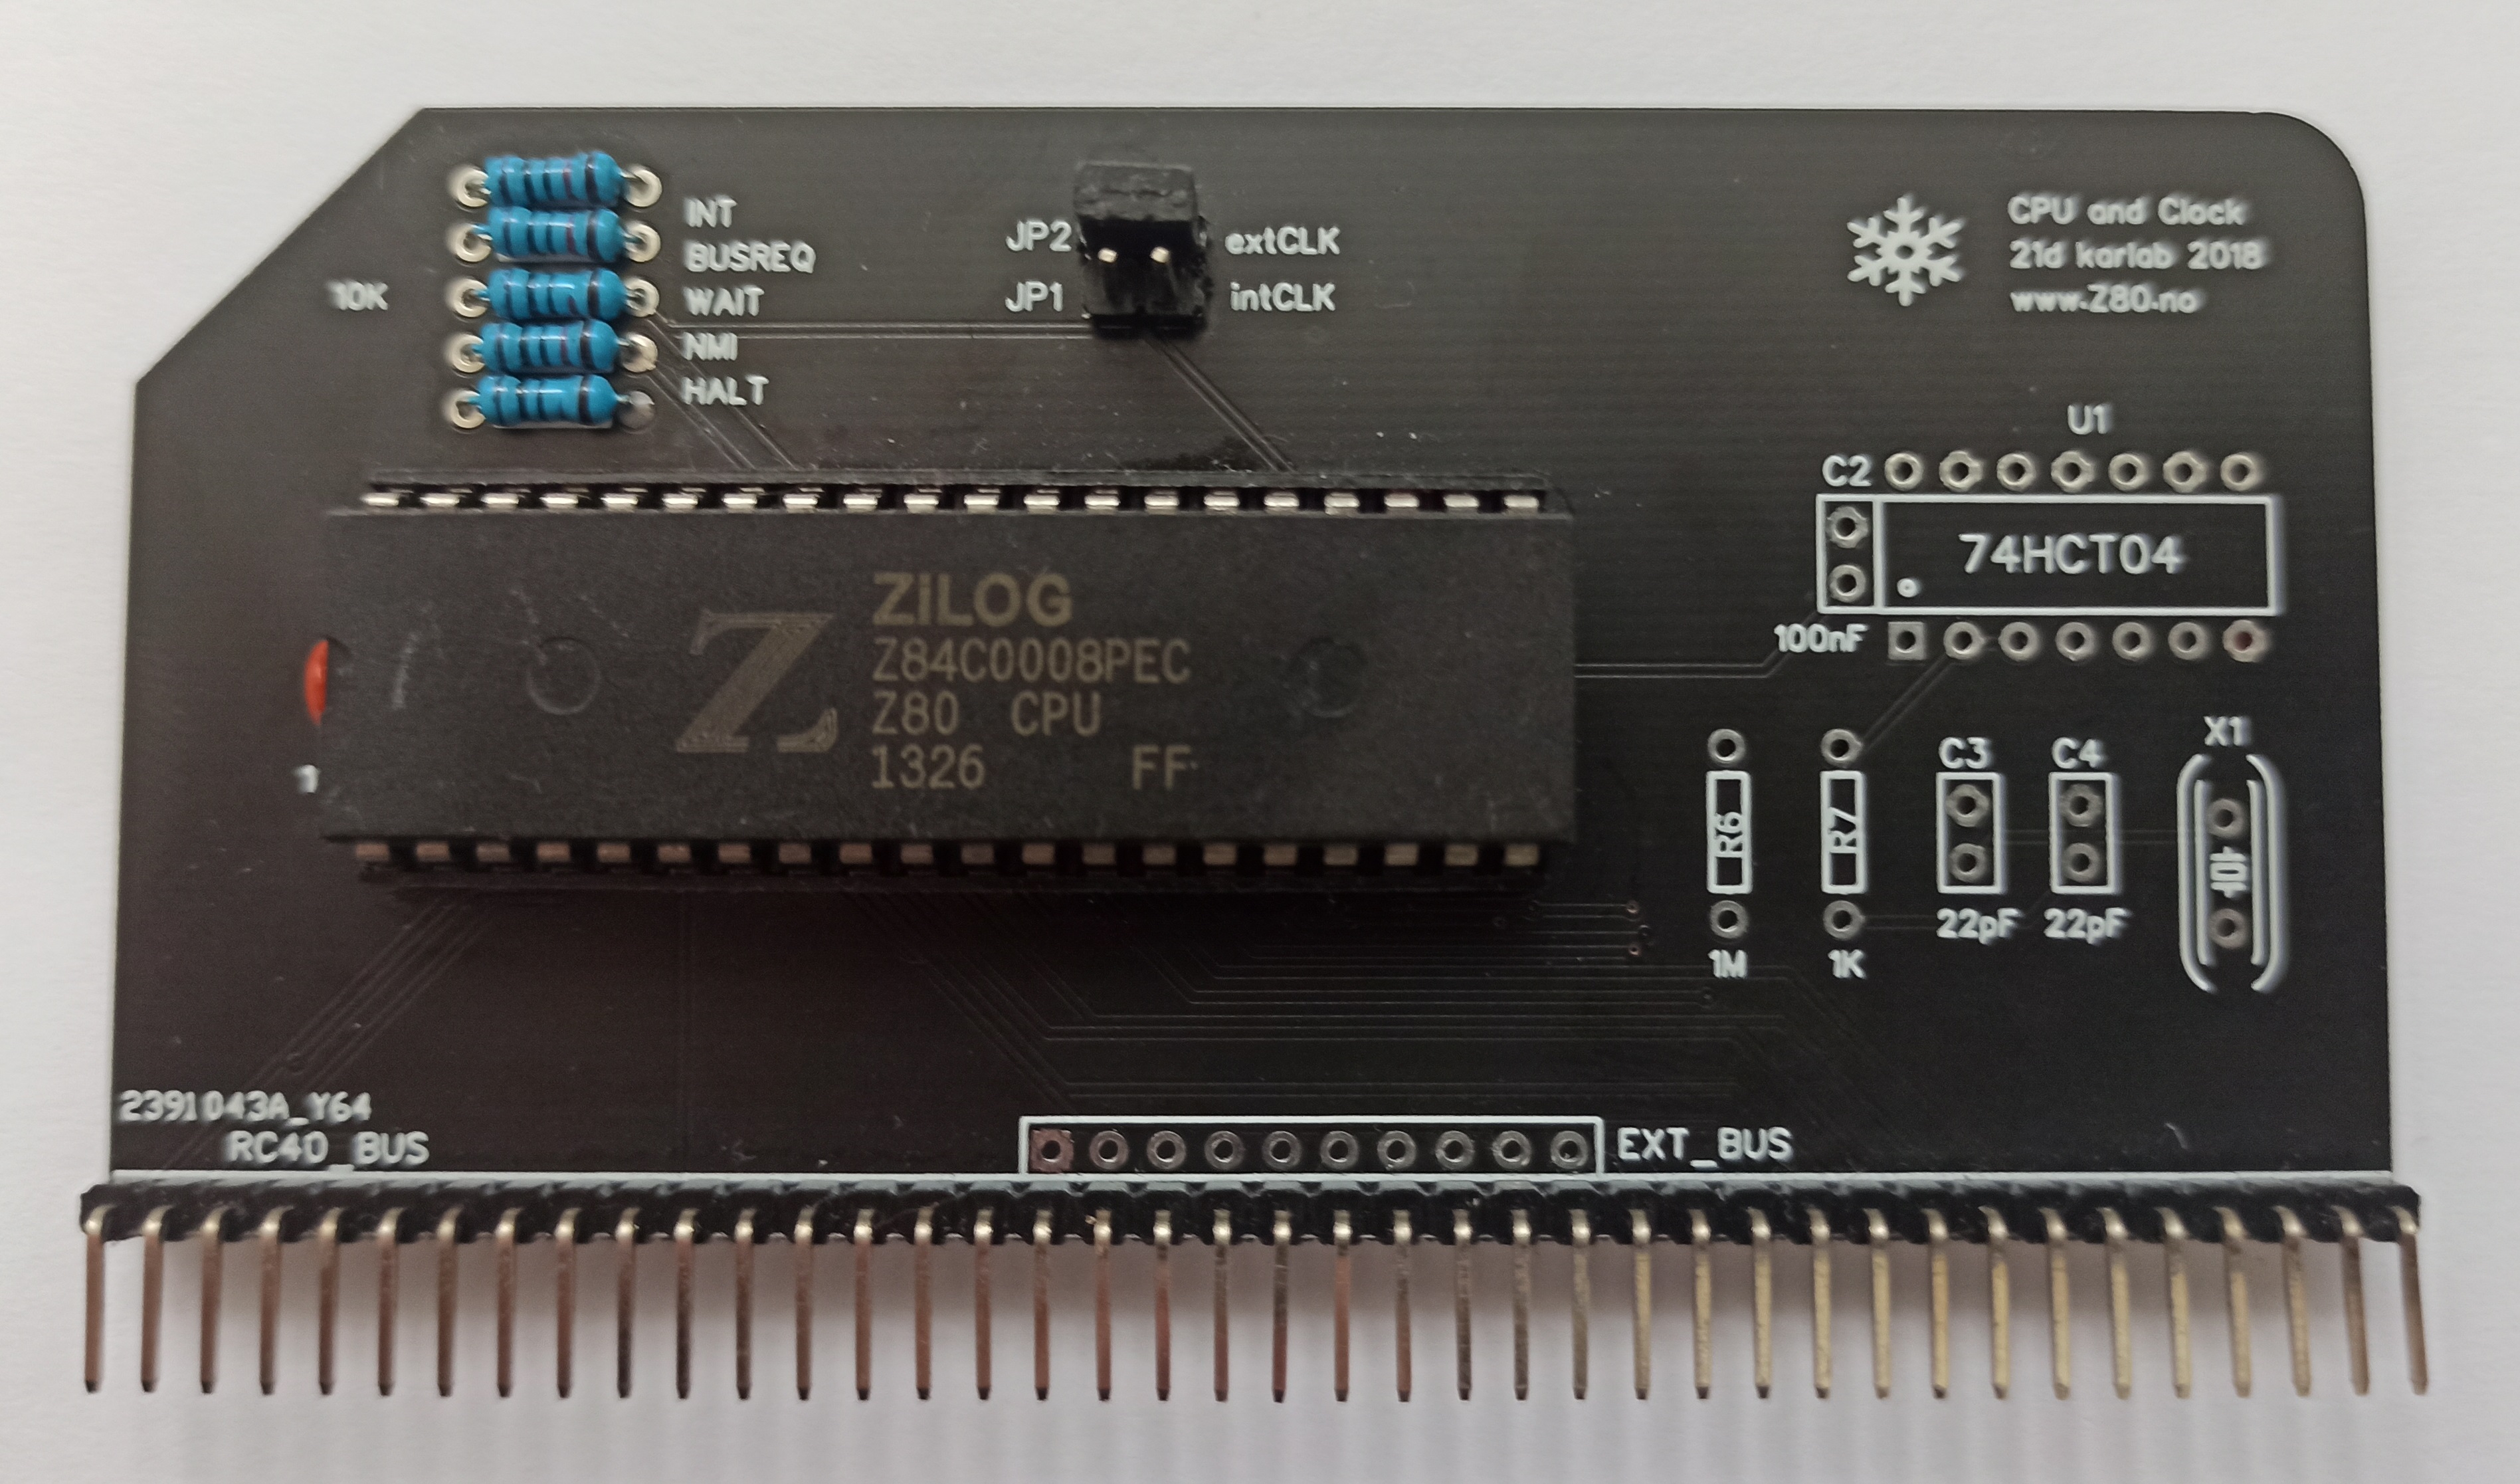 INT
BUSREQ
10K
WAIT
NMI
HALT
JP2
extCLK
JP1
intCLK
CPU and Clock
21d karlab 2018
www.Z80.no
U1
C2
74HCT04
100nF
ZiLOG
Z
Z84C0008PEC
Z80 CPU
1326 FF
1
R6
1M
R7
1K
C3
22pF
C4
22pF
X1
2391043A_Y64
RC40_BUS
EXT_BUS